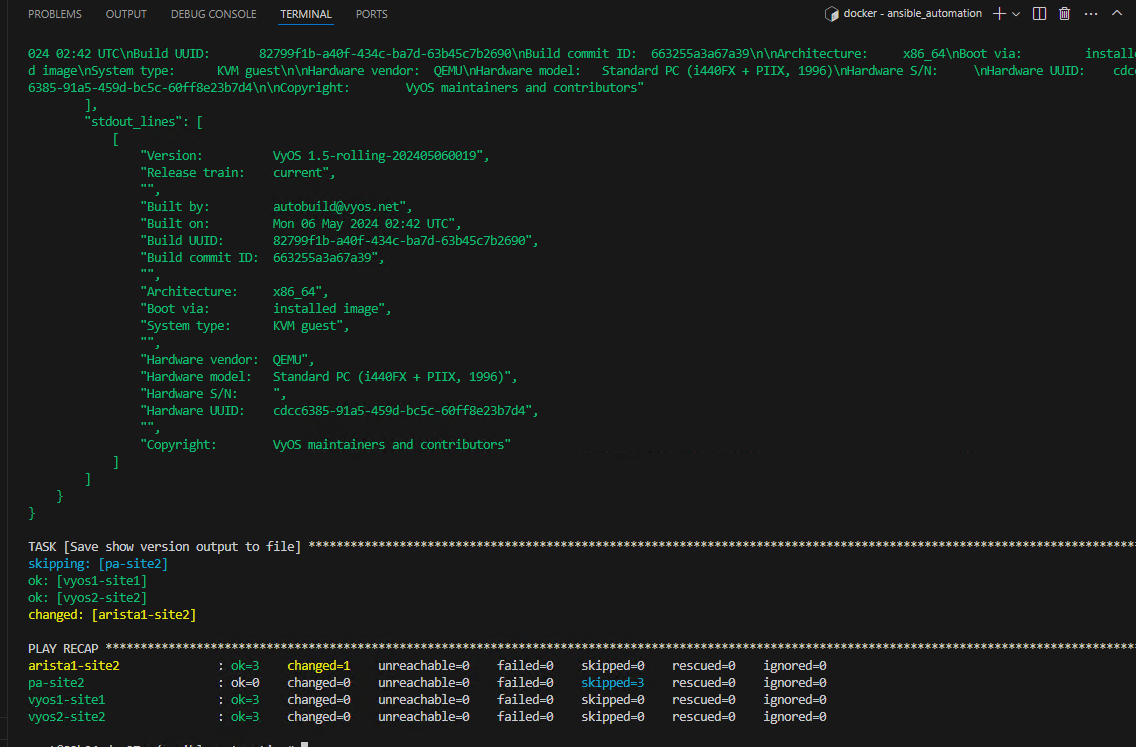 PROBLEMS OUTPUT DEBUG CONSOLE TERMINAL PORTS docker - ansible_automation
024 02:42 UTC\nBuild UUID:       82799f1b-a40f-434c-ba7d-63b45c7b2690\nBuild commit ID:  663255a3a67a39\n\nArchitecture:     x86_64\nBoot via:         installe
d image\nSystem type:      KVM guest\n\nHardware vendor:  QEMU\nHardware model:   Standard PC (i440FX + PIIX, 1996)\nHardware S/N:     \nHardware UUID:    cdcc
6385-91a5-459d-bc5c-60ff8e23b7d4\n\nCopyright:        VyOS maintainers and contributors"
        ],
        "stdout_lines": [
            [
                "Version:          VyOS 1.5-rolling-202405060019",
                "Release train:    current",
                "",
                "Built by:         autobuild@vyos.net",
                "Built on:         Mon 06 May 2024 02:42 UTC",
                "Build UUID:       82799f1b-a40f-434c-ba7d-63b45c7b2690",
                "Build commit ID:  663255a3a67a39",
                "",
                "Architecture:     x86_64",
                "Boot via:         installed image",
                "System type:      KVM guest",
                "",
                "Hardware vendor:  QEMU",
                "Hardware model:   Standard PC (i440FX + PIIX, 1996)",
                "Hardware S/N:     ",
                "Hardware UUID:    cdcc6385-91a5-459d-bc5c-60ff8e23b7d4",
                "",
                "Copyright:        VyOS maintainers and contributors"
            ]
        ]
    }
}
TASK [Save show version output to file] **********************************************************************************************************************
skipping: [pa-site2]
ok: [vyos1-site1]
ok: [vyos2-site2]
changed: [arista1-site2]
PLAY RECAP ***************************************************************************************************************************************************
arista1-site2              : ok=3    changed=1    unreachable=0    failed=0    skipped=0    rescued=0    ignored=0
pa-site2                   : ok=0    changed=0    unreachable=0    failed=0    skipped=3    rescued=0    ignored=0
vyos1-site1                : ok=3    changed=0    unreachable=0    failed=0    skipped=0    rescued=0    ignored=0
vyos2-site2                : ok=3    changed=0    unreachable=0    failed=0    skipped=0    rescued=0    ignored=0